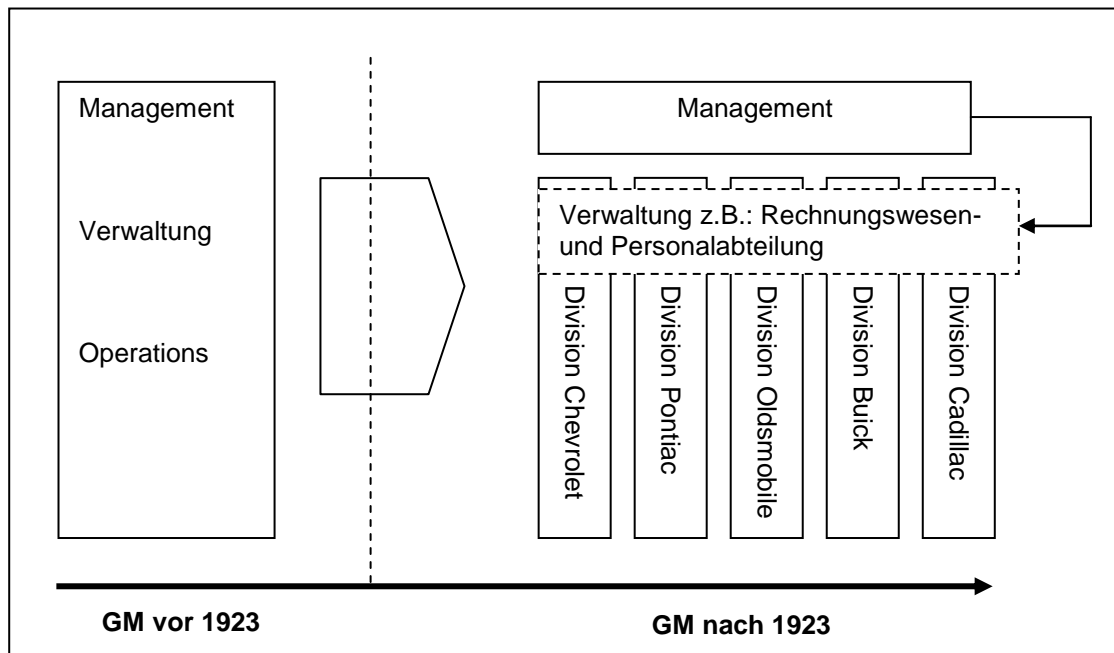 Management
Verwaltung
Operations
Management
Verwaltung z.B.: Rechnungswesen-
und Personalabteilung
Division Chevrolet
Division Pontiac
Division Oldsmobile
Division Buick
Division Cadillac
GM vor 1923
GM nach 1923